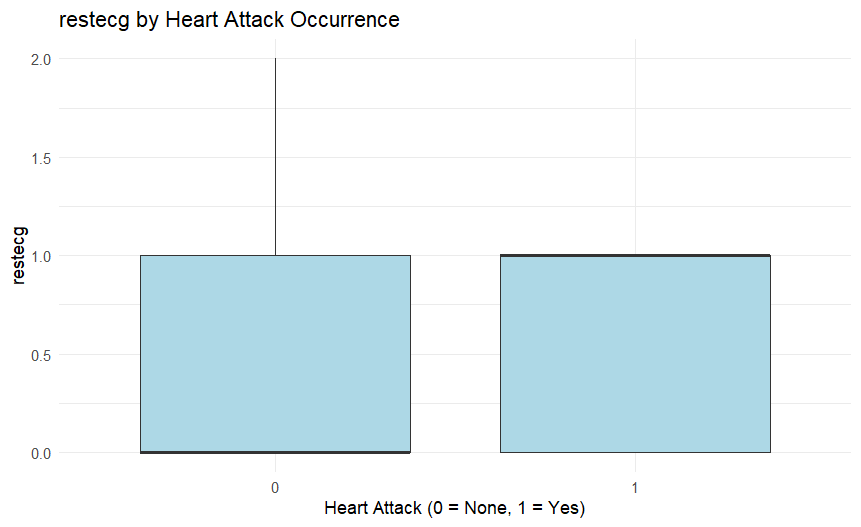 restecg by Heart Attack Occurrence
2.0
1.5
1.0
0.5
0.0
restecg
0 1
Heart Attack (0 = None, 1 = Yes)